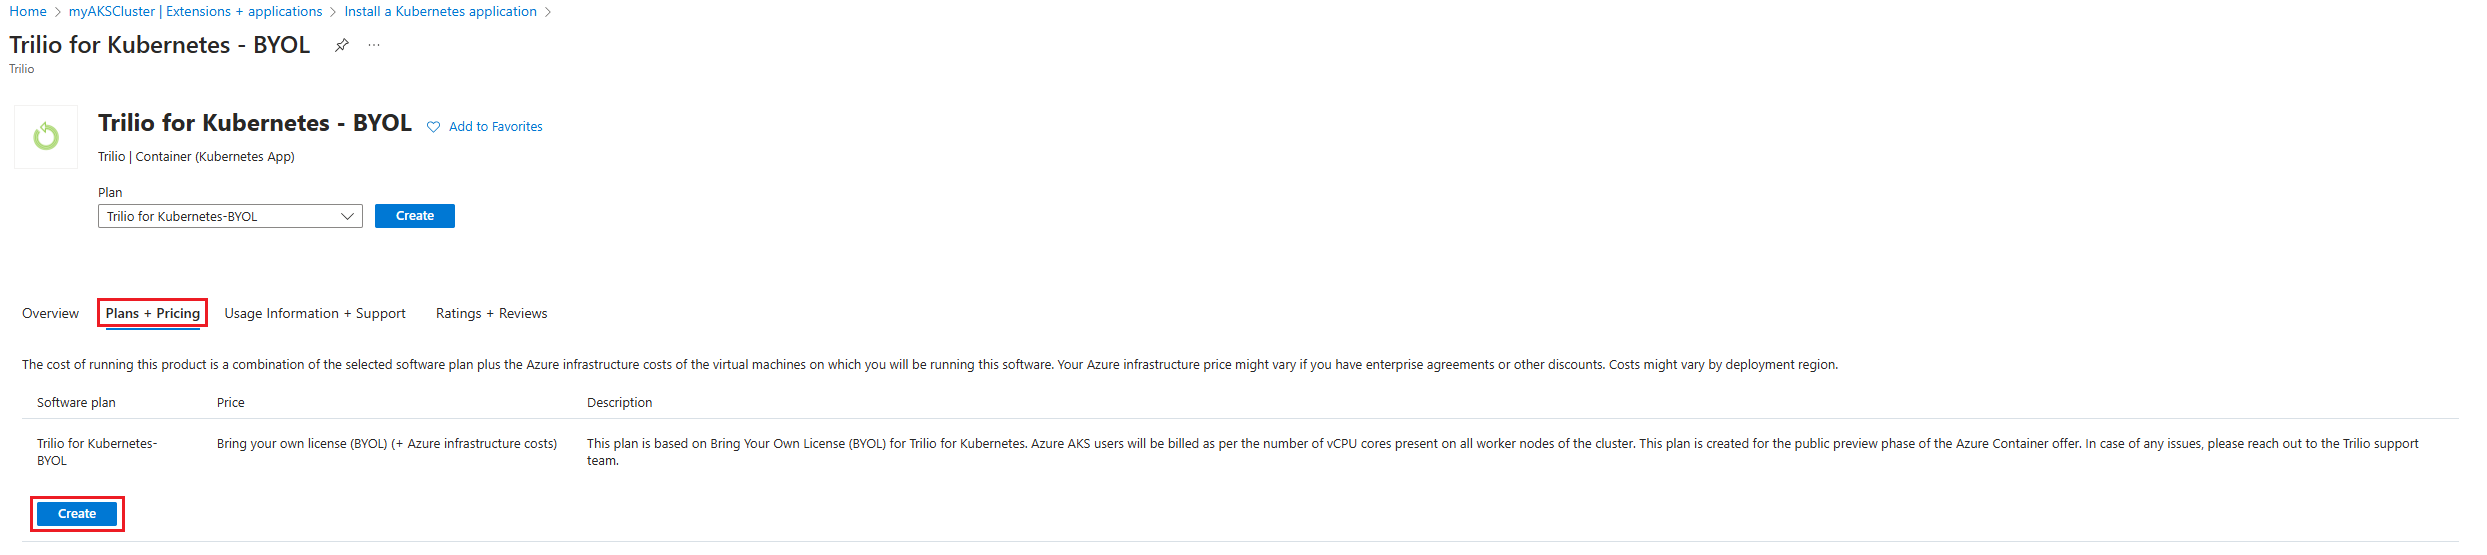 Home > myAKSCluster | Extensions + applications > Install a Kubernetes application >
Trilio for Kubernetes - BYOL ...
Trilio
Trilio for Kubernetes - BYOL Add to Favorites
Trilio | Container (Kubernetes App)
Plan
Trilio for Kubernetes-BYOL Create
Overview Plans + Pricing Usage Information + Support Ratings + Reviews
The cost of running this product is a combination of the selected software plan plus the Azure infrastructure costs of the virtual machines on which you will be running this software. Your Azure infrastructure price might vary if you have enterprise agreements or other discounts. Costs might vary by deployment region.
Software plan Price Description
Trilio for Kubernetes- Bring your own license (BYOL) (+ Azure infrastructure costs) This plan is based on Bring Your Own License (BYOL) for Trilio for Kubernetes. Azure AKS users will be billed as per the number of vCPU cores present on all worker nodes of the cluster. This plan is created for the public preview phase of the Azure Container offer. In case of any issues, please reach out to the Trilio support
BYOL team.
Create